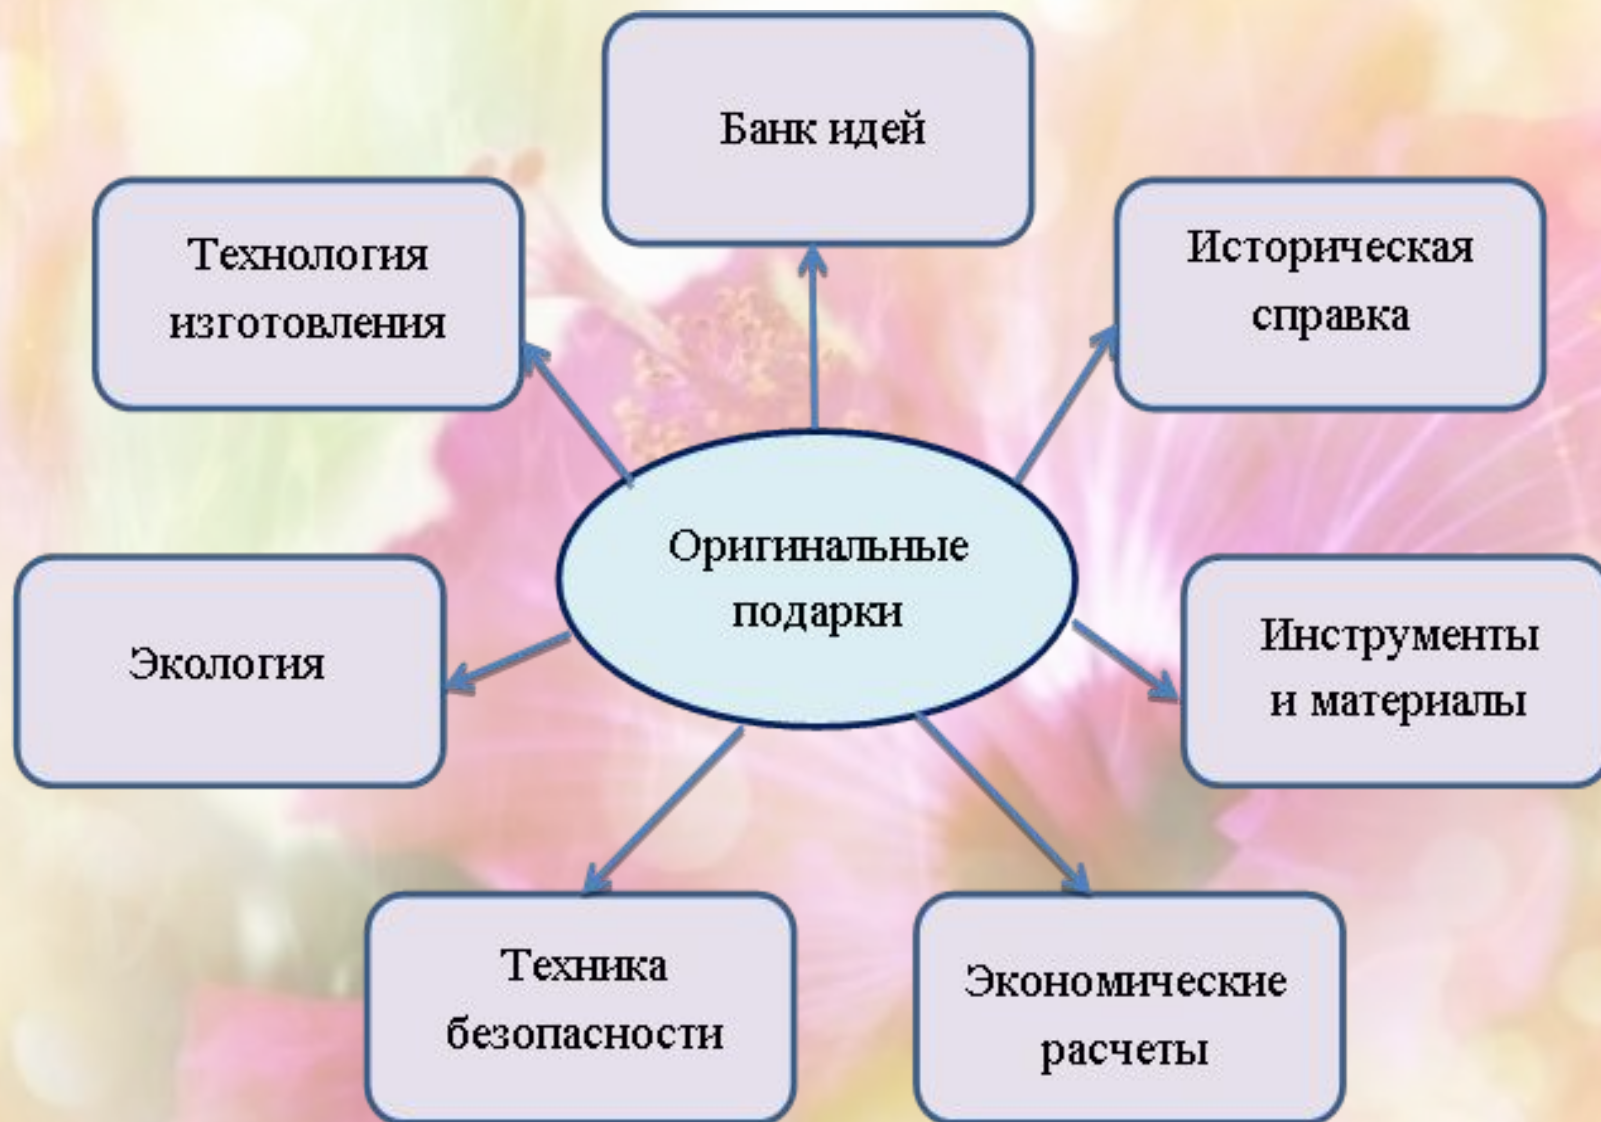 Банк идей
Технология
изготовления
Историческая
справка
Оригинальные
подарки
Экология
Инструменты
и материалы
Техника
безопасности
Экономические
расчеты